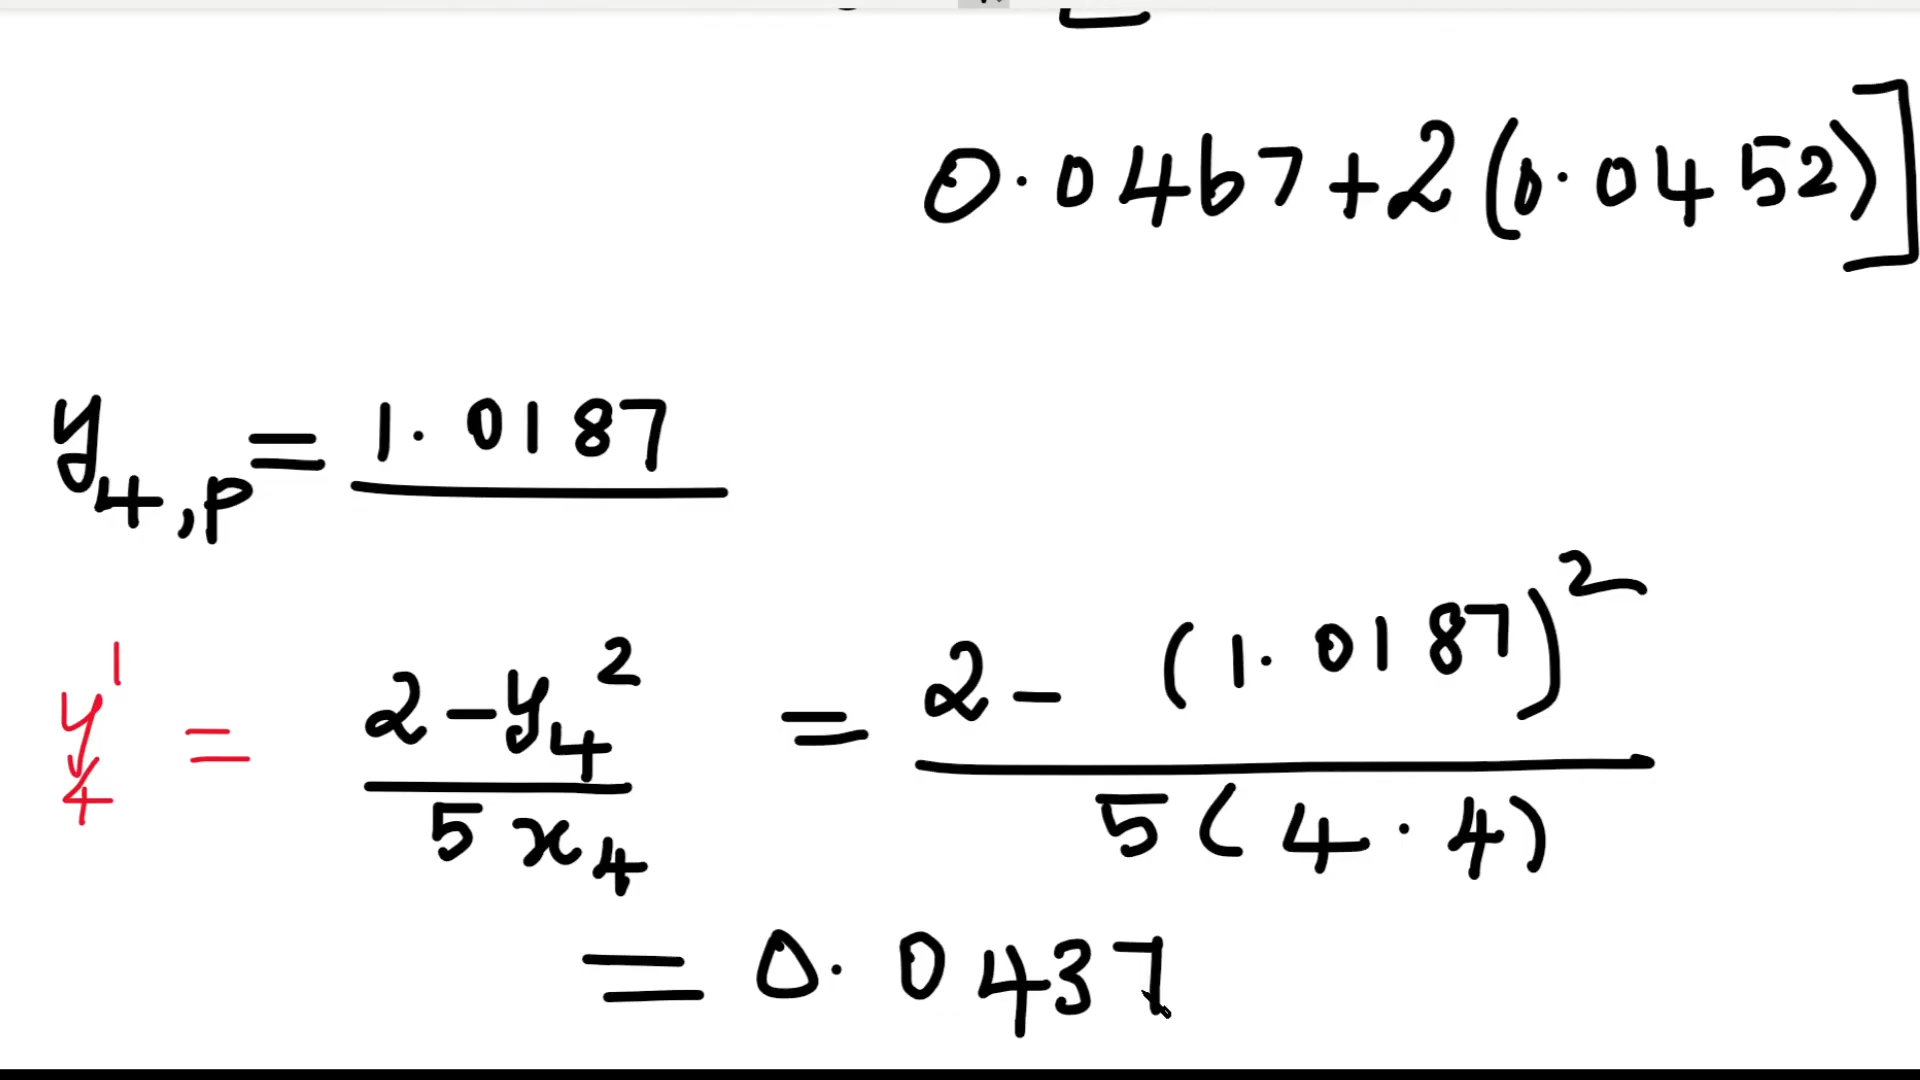 0.0467+2(0.0452)]
y4,p = 1.0187
y'4 = 2-y4² / 5x4 = 2-(1.0187)² / 5(4.4)
= 0.0437